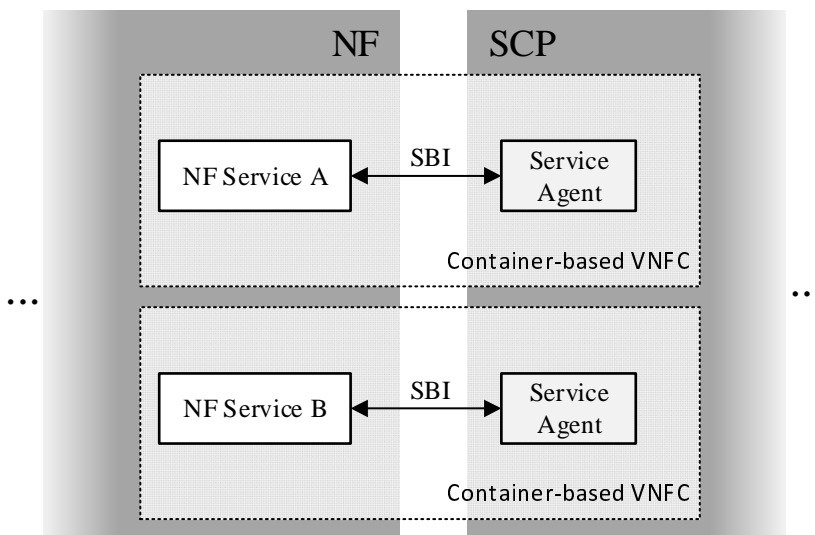 NF SCP
NF Service A
SBI
Service
Agent
Container-based VNFC
...
..
NF Service B
SBI
Service
Agent
Container-based VNFC